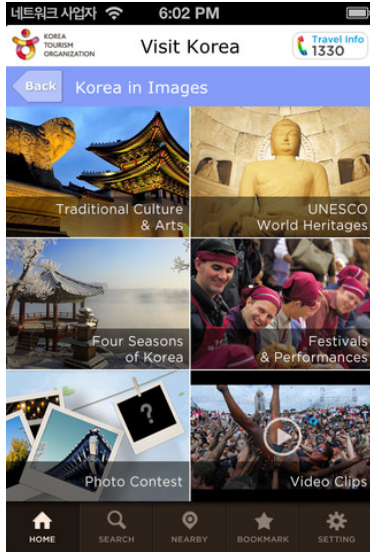 네트워크 사업자 6:02 PM
KOREA
TOURISM
ORGANIZATION
Visit Korea
Travel Info
1330
Back Korea in Images
Traditional Culture
& Arts
UNESCO
World Heritages
Four Seasons
of Korea
Festivals
& Performances
?
Photo Contest
Video Clips
HOME SEARCH NEARBY BOOKMARK SETTING